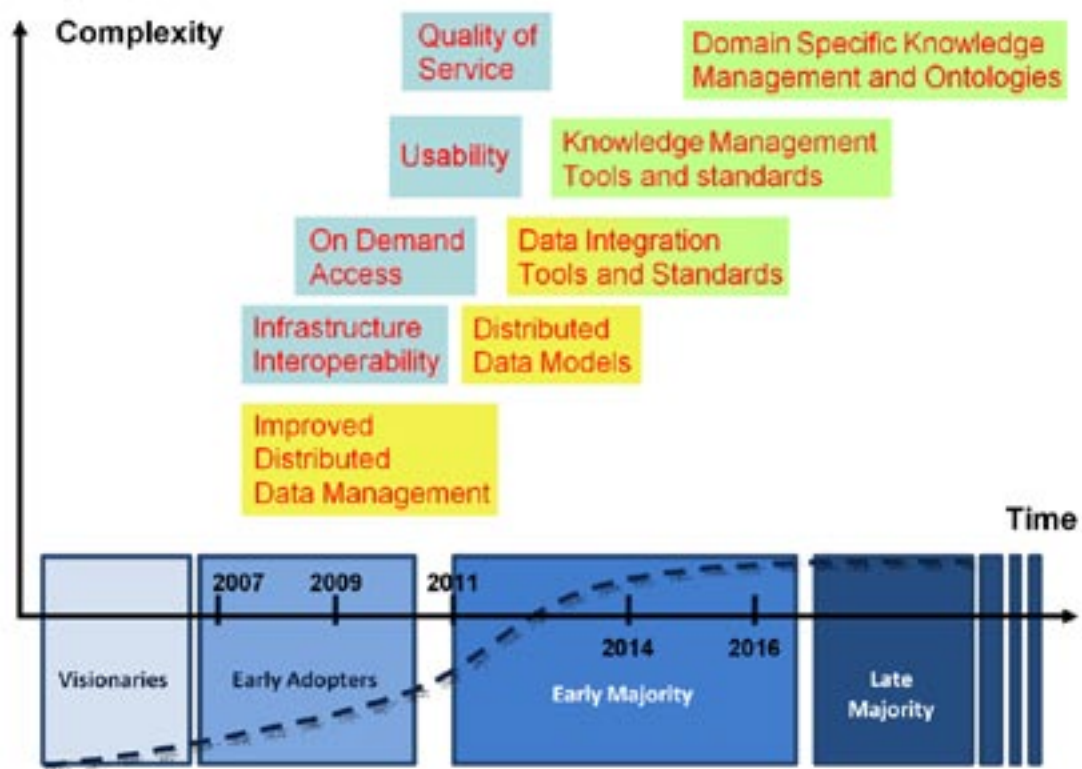 Complexity
Quality of
Service
Domain Specific Knowledge
Management and Ontologies
Usability
Knowledge Management
Tools and standards
On Demand
Access
Data Integration
Tools and Standards
Infrastructure
Interoperability
Distributed
Data Models
Improved
Distributed
Data Management
Time
2007 2009 2011
2014 2016
Visionaries
Early Adopters
Early Majority
Late
Majority